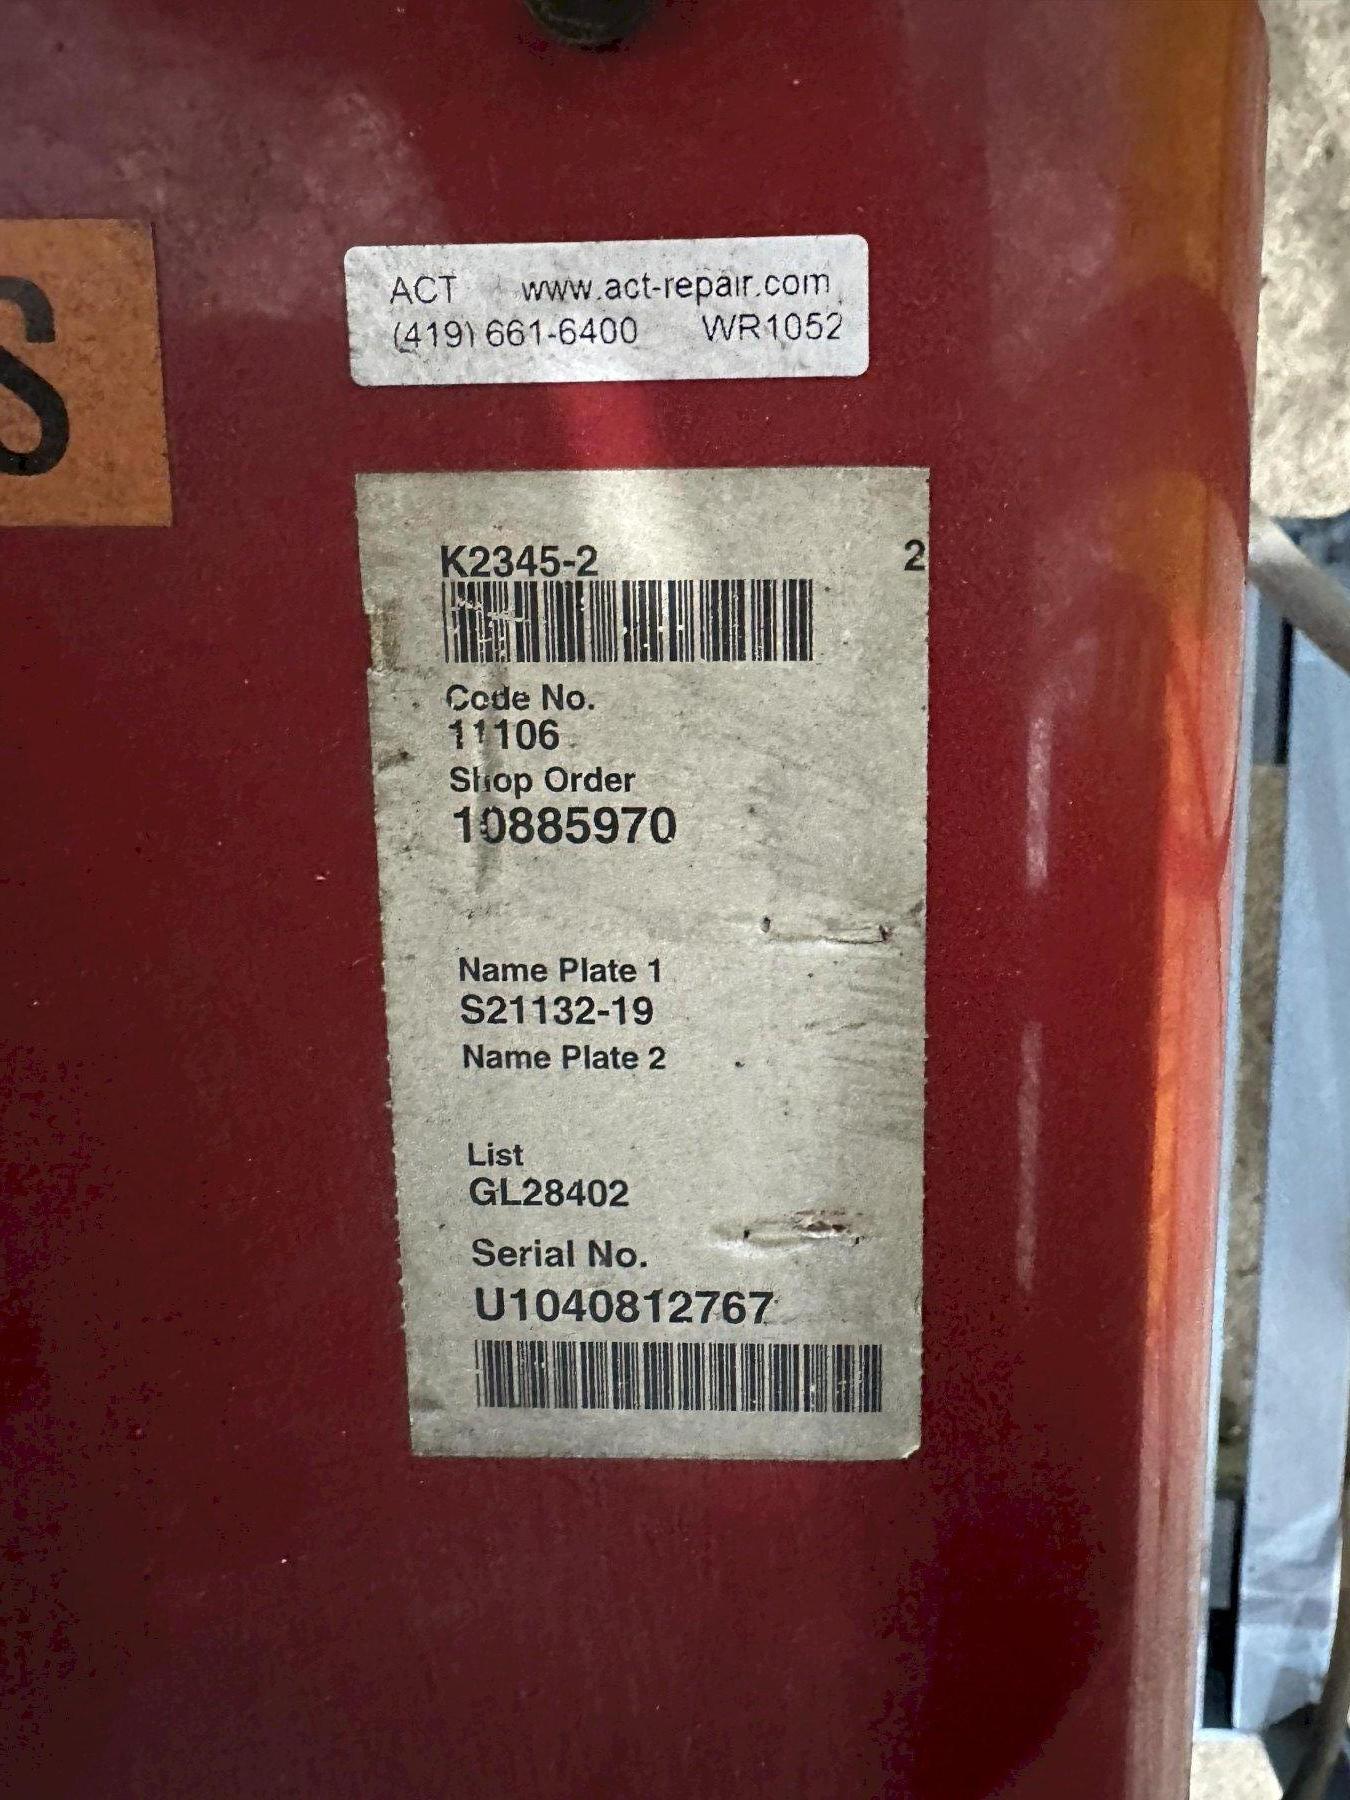 S
ACT www.act-repair.com
(419) 661-6400 WR1052
K2345-2 2
Code No.
11106
Shop Order
10885970
Name Plate 1
S21132-19
Name Plate 2
List
GL28402
Serial No.
U1040812767